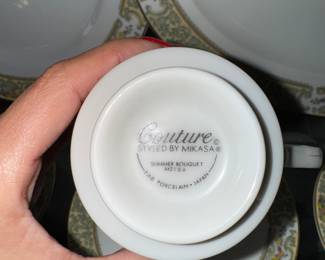 Couture©
STYLED BY MIKASA®
SUMMER BOUQUET
FINE PORCELAIN • JAPAN